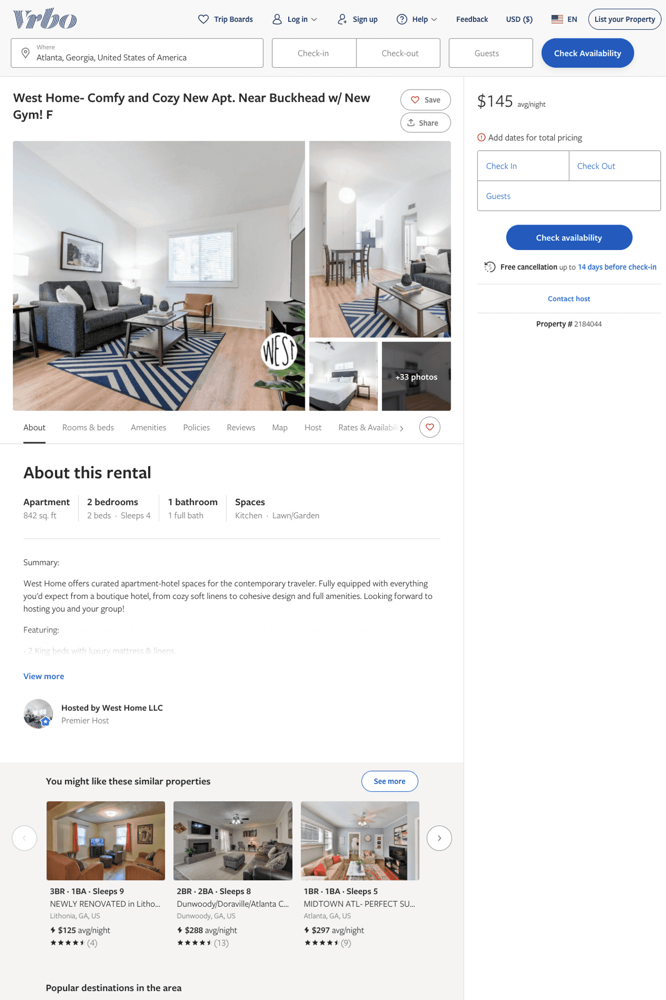 Vrbo
Trip Boards
Log in
Sign up
Help
Feedback
USD ($)
EN
List your Property
Where
Atlanta, Georgia, United States of America
Check-in
Check-out
Guests
Check Availability
West Home- Comfy and Cozy New Apt. Near Buckhead w/ New
Gym! F
Save
Share
WEST
+33 photos
$145 avg/night
Add dates for total pricing
Check In
Check Out
Guests
Check availability
Free cancellation up to 14 days before check-in
Contact host
Property # 2184044
About
Rooms & beds
Amenities
Policies
Reviews
Map
Host
Rates & Availabili
About this rental
Apartment
842 sq. ft
2 bedrooms
2 beds · Sleeps 4
1 bathroom
1 full bath
Spaces
Kitchen · Lawn/Garden
Summary:
West Home offers curated apartment-hotel spaces for the contemporary traveler. Fully equipped with everything
you'd expect from a boutique hotel, from cozy soft linens to cohesive design and full amenities. Looking forward to
hosting you and your group!
Featuring:
- 2 King beds with luxury mattress & linens.
View more
Hosted by West Home LLC
Premier Host
You might like these similar properties
See more
3BR · 1BA · Sleeps 9
NEWLY RENOVATED in Litho...
Lithonia, GA, US
$125 avg/night
(4)
2BR · 2BA · Sleeps 8
Dunwoody/Doraville/Atlanta C...
Dunwoody, GA, US
$288 avg/night
(13)
1BR · 1BA · Sleeps 5
MIDTOWN ATL- PERFECT SU...
Atlanta, GA, US
$297 avg/night
(9)
Popular destinations in the area